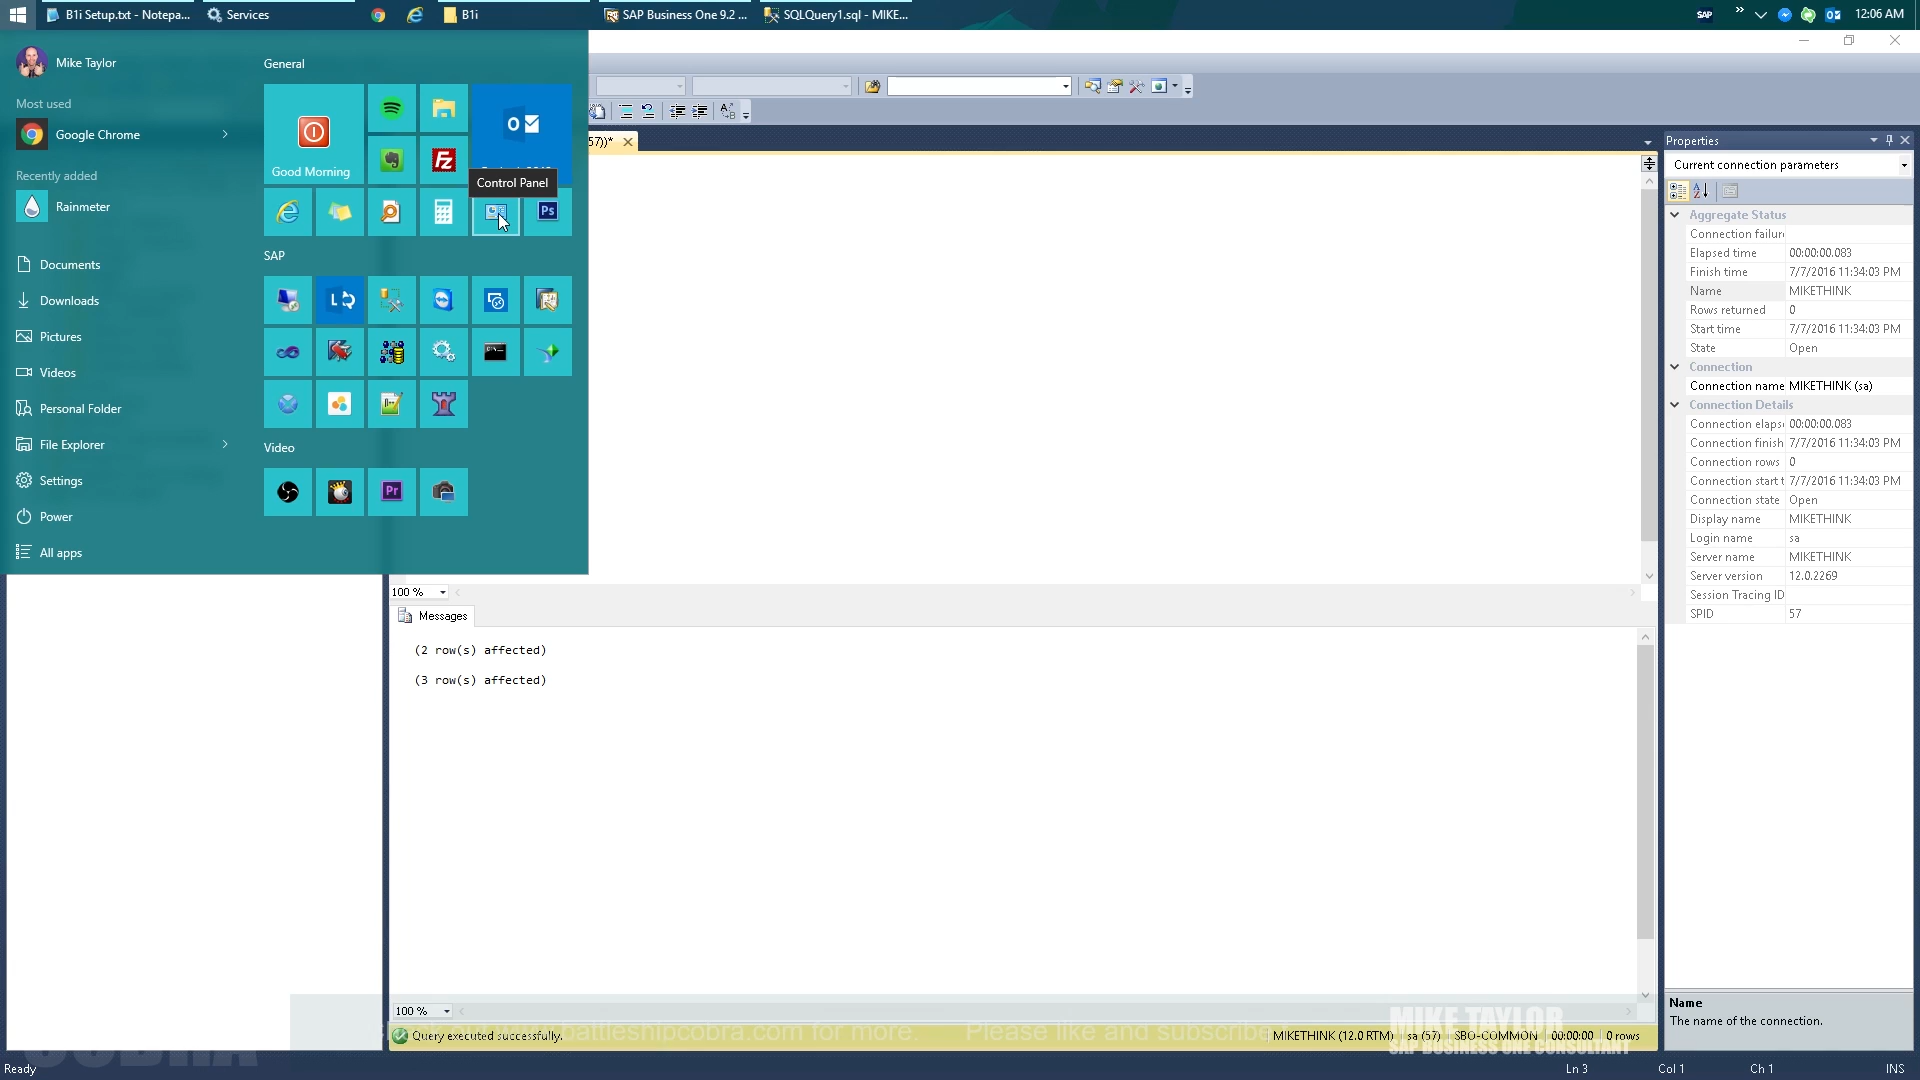 B1i Setup.txt - Notepa...
Services
B1i
SAP Business One 9.2 ...
SQLQuery1.sql - MIKE...
SAP
12:06 AM
Mike Taylor
Most used
Google Chrome
Recently added
Rainmeter
Documents
Downloads
Pictures
Videos
Personal Folder
File Explorer
Settings
Power
All apps
General
Good Morning
Control Panel
Ps
SAP
Video
Pr
57))*
100 %
Messages
(2 row(s) affected)
(3 row(s) affected)
100 %
Query executed successfully.
battleshipcobra.com for more.
Please like and subscribe
MIKETHINK (12.0 RTM)
sa (57)
SBO-COMMON
00:00:00
0 rows
MIKE TAYLOR
SAP BUSINESS ONE CONSULTANT
COBRA
Properties
Current connection parameters
Aggregate Status
Connection failur
Elapsed time 00:00:00.083
Finish time 7/7/2016 11:34:03 PM
Name MIKETHINK
Rows returned 0
Start time 7/7/2016 11:34:03 PM
State Open
Connection
Connection name MIKETHINK (sa)
Connection Details
Connection elaps 00:00:00.083
Connection finish 7/7/2016 11:34:03 PM
Connection rows 0
Connection start t 7/7/2016 11:34:03 PM
Connection state Open
Display name MIKETHINK
Login name sa
Server name MIKETHINK
Server version 12.0.2269
Session Tracing ID
SPID 57
Name
The name of the connection.
Ready
Ln 3
Col 1
Ch 1
INS